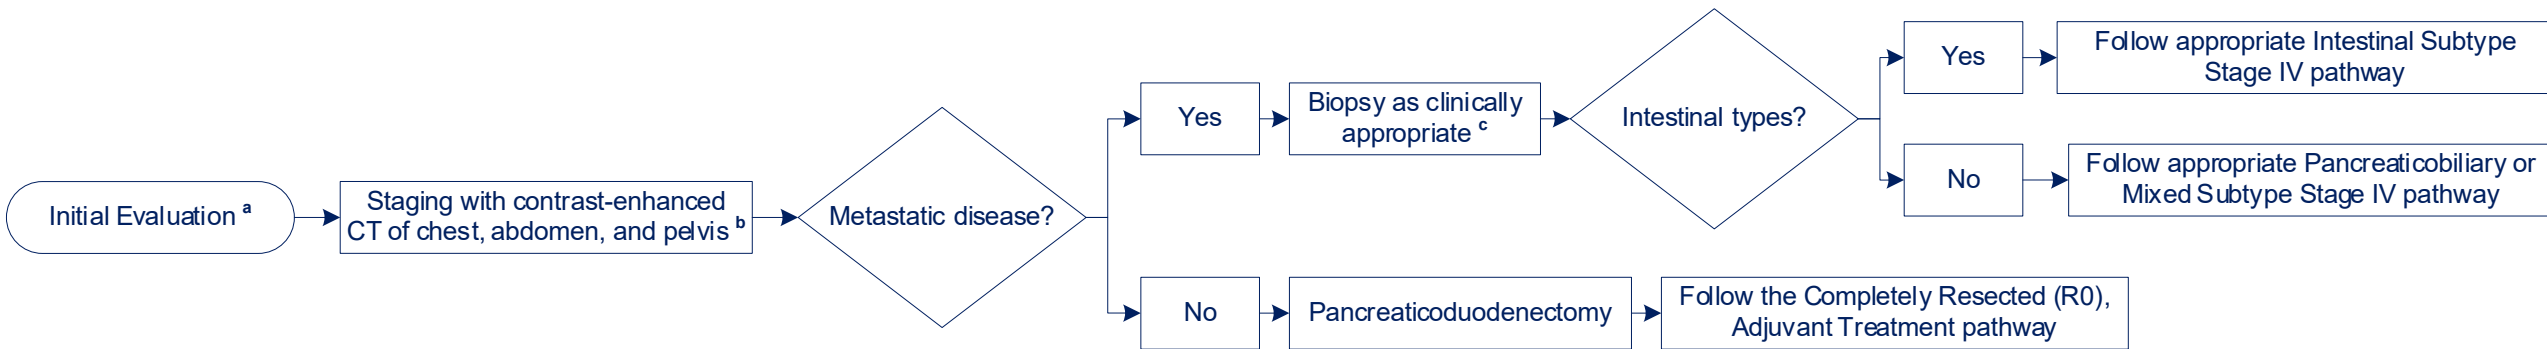 Initial Evaluation a
Staging with contrast-enhanced
CT of chest, abdomen, and pelvis b
Metastatic disease?
Yes
Biopsy as clinically
appropriate c
Intestinal types?
Yes
Follow appropriate Intestinal Subtype
Stage IV pathway
No
Follow appropriate Pancreaticobiliary or
Mixed Subtype Stage IV pathway
No
Pancreaticoduodenectomy
Follow the Completely Resected (R0),
Adjuvant Treatment pathway